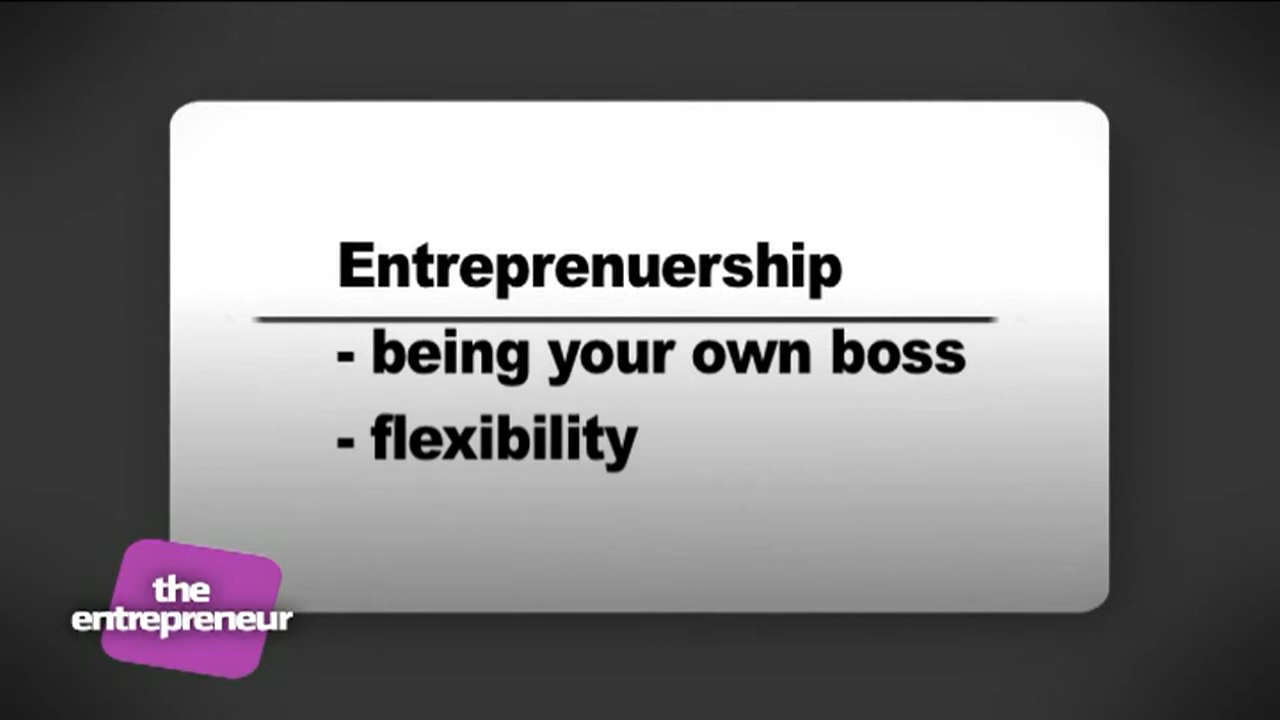 Entreprenuership
- being your own boss
- flexibility
the
entrepreneur